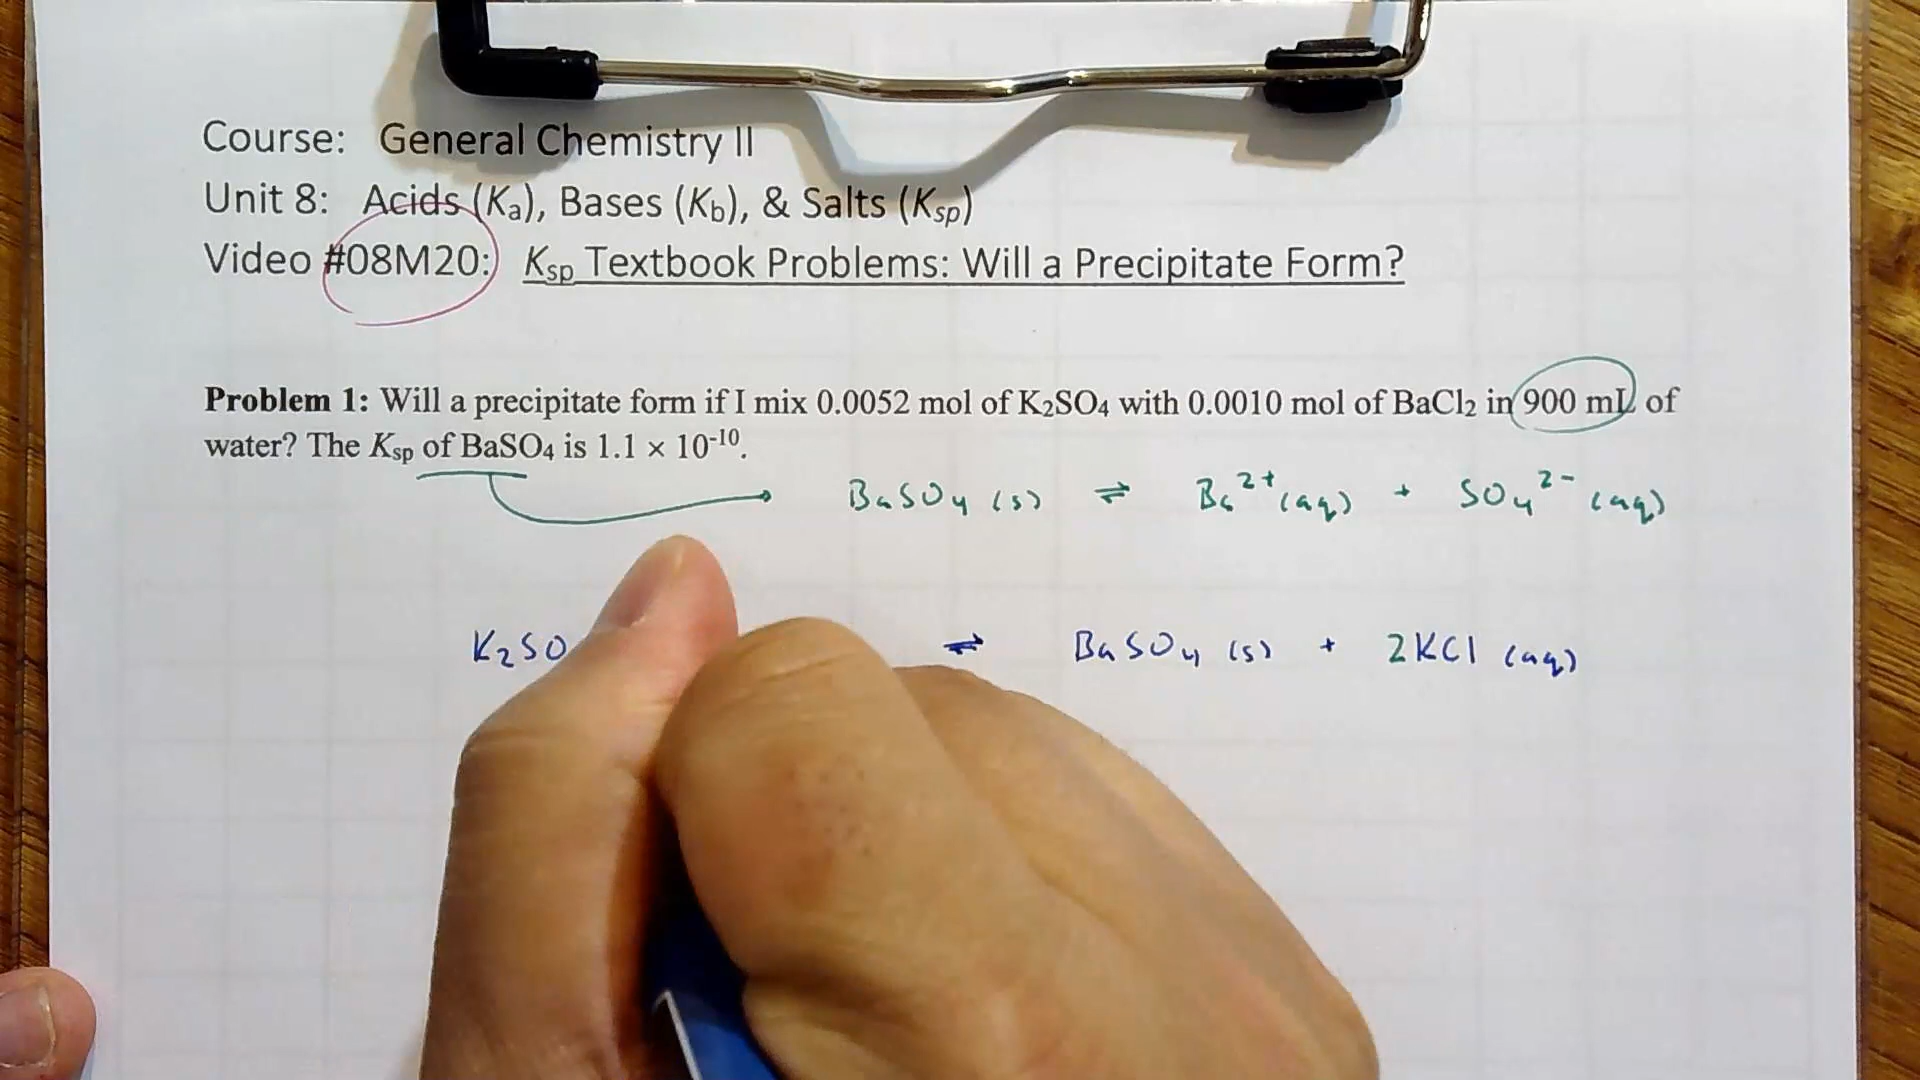 Course: General Chemistry II
Unit 8: Acids (Ka), Bases (Kb), & Salts (Ksp)
Video #08M20: Ksp Textbook Problems: Will a Precipitate Form?
Problem 1: Will a precipitate form if I mix 0.0052 mol of K₂SO₄ with 0.0010 mol of BaCl₂ in 900 mL of
water? The Ksp of BaSO₄ is 1.1 × 10⁻¹⁰.
BaSO₄ (s) ⇌ Ba²⁺ (aq) + SO₄²⁻ (aq)
K₂SO ⇌ BaSO₄ (s) + 2KCl (aq)